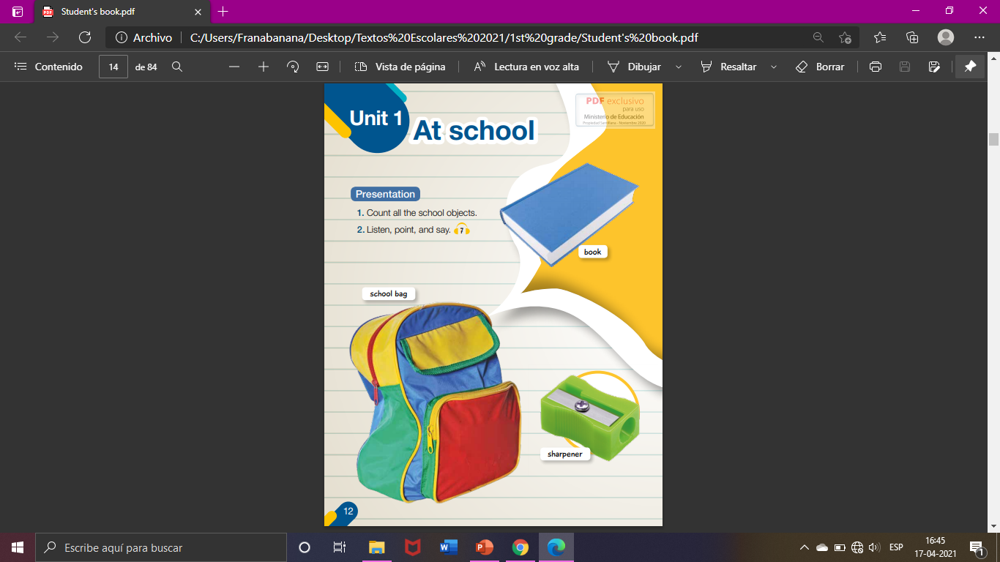 Student's book.pdf
Archivo
C:/Users/Franabanana/Desktop/Textos%20Escolares%202021/1st%20grade/Student's%20book.pdf
Contenido
14
de 84
Vista de página
Lectura en voz alta
Dibujar
Resaltar
Borrar
PDF exclusivo
para uso
Ministerio de Educación
Propiedad Santillana - Noviembre 2020
Unit 1
At school
Presentation
1. Count all the school objects.
2. Listen, point, and say. 7
book
school bag
sharpener
12
Escribe aquí para buscar
ESP
16:45
17-04-2021
1